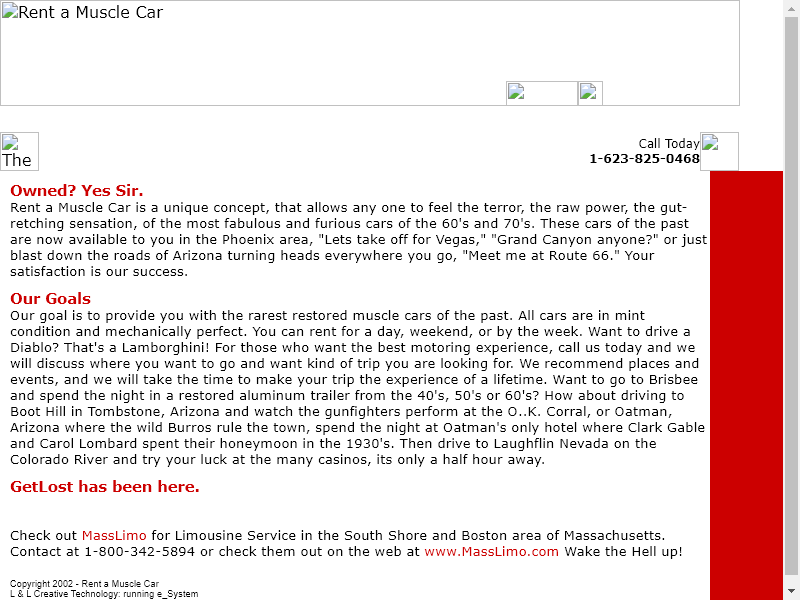 Rent a Muscle Car
The
Call Today
1-623-825-0468
Owned? Yes Sir.
Rent a Muscle Car is a unique concept, that allows any one to feel the terror, the raw power, the gut-
retching sensation, of the most fabulous and furious cars of the 60's and 70's. These cars of the past
are now available to you in the Phoenix area, "Lets take off for Vegas," "Grand Canyon anyone?" or just
blast down the roads of Arizona turning heads everywhere you go, "Meet me at Route 66." Your
satisfaction is our success.
Our Goals
Our goal is to provide you with the rarest restored muscle cars of the past. All cars are in mint
condition and mechanically perfect. You can rent for a day, weekend, or by the week. Want to drive a
Diablo? That's a Lamborghini! For those who want the best motoring experience, call us today and we
will discuss where you want to go and want kind of trip you are looking for. We recommend places and
events, and we will take the time to make your trip the experience of a lifetime. Want to go to Brisbee
and spend the night in a restored aluminum trailer from the 40's, 50's or 60's? How about driving to
Boot Hill in Tombstone, Arizona and watch the gunfighters perform at the O..K. Corral, or Oatman,
Arizona where the wild Burros rule the town, spend the night at Oatman's only hotel where Clark Gable
and Carol Lombard spent their honeymoon in the 1930's. Then drive to Laughflin Nevada on the
Colorado River and try your luck at the many casinos, its only a half hour away.
GetLost has been here.
Check out MassLimo for Limousine Service in the South Shore and Boston area of Massachusetts.
Contact at 1-800-342-5894 or check them out on the web at www.MassLimo.com Wake the Hell up!
Copyright 2002 - Rent a Muscle Car
L & L Creative Technology: running e_System